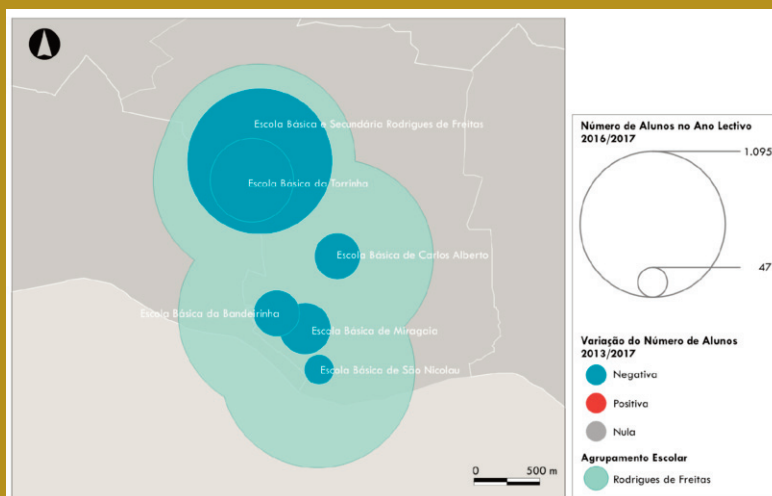 Escola Básica e Secundária Rodrigues de Freitas
Escola Básica da Torrinha
Escola Básica de Carlos Alberto
Escola Básica da Bandeirinha
Escola Básica de Miragaia
Escola Básica de São Nicolau
0 500 m
Número de Alunos no Ano Lectivo
2016/2017
1.095
47
Variação do Número de Alunos
2013/2017
Negativa
Positiva
Nula
Agrupamento Escolar
Rodrigues de Freitas